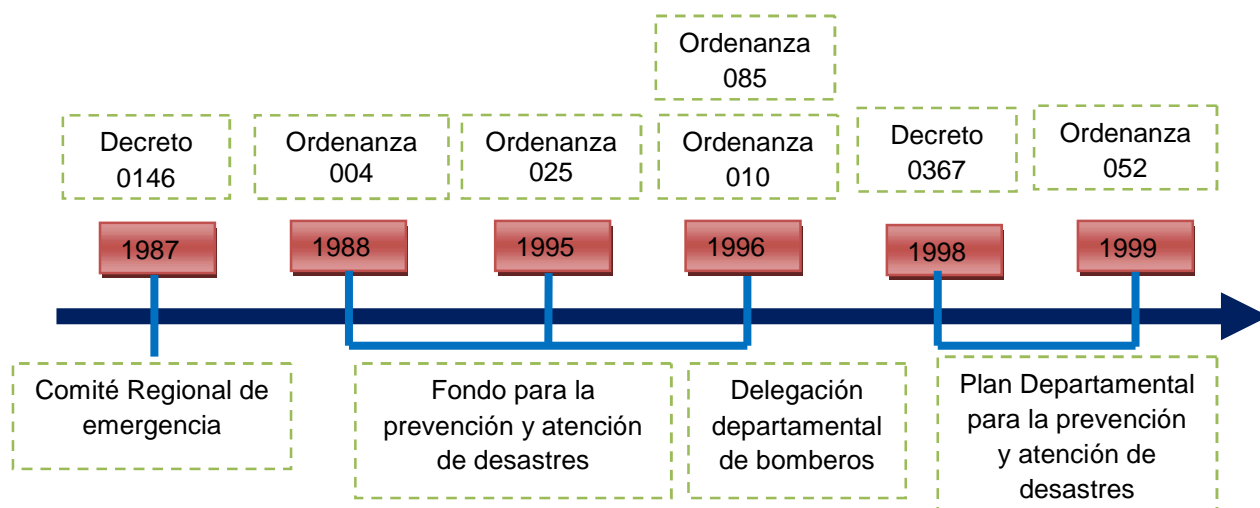 Ordenanza
085
Decreto
0146
Ordenanza
004
Ordenanza
025
Ordenanza
010
Decreto
0367
Ordenanza
052
1987
1988
1995
1996
1998
1999
Comité Regional de
emergencia
Fondo para la
prevención y atención
de desastres
Delegación
departamental
de bomberos
Plan Departamental
para la prevención
y atención de
desastres